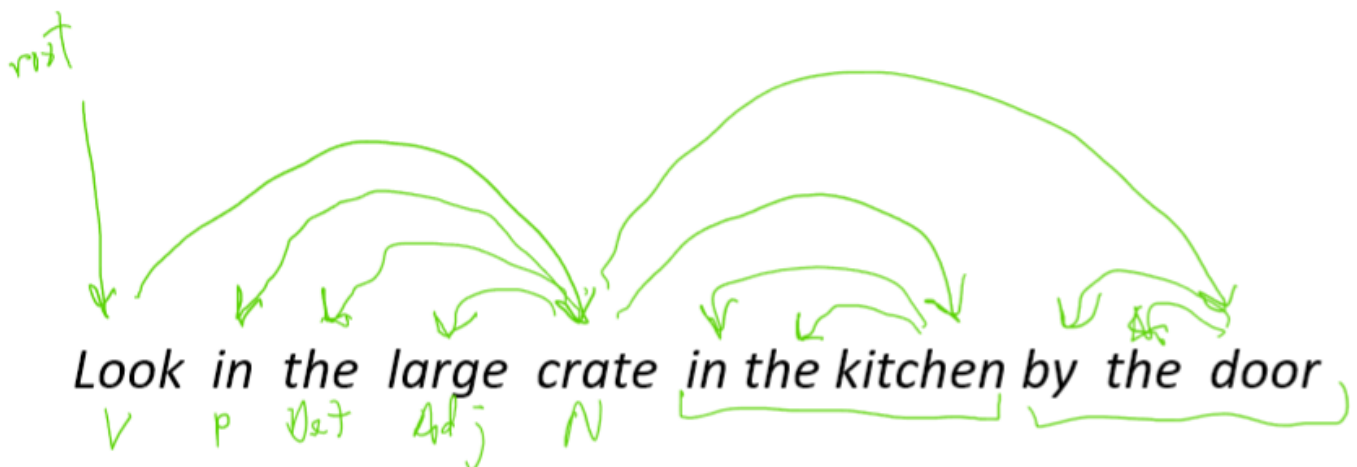 root
Look in the large crate in the kitchen by the door
V P Det Adj N